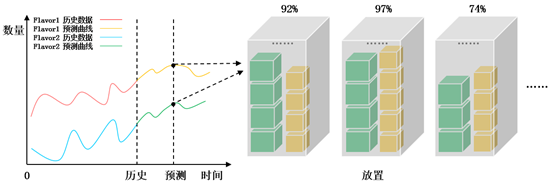 数量
Flavor1 历史数据
Flavor1 预测曲线
Flavor2 历史数据
Flavor2 预测曲线
0
历史
预测
时间
92%
97%
74%
......
......
......
......
放置